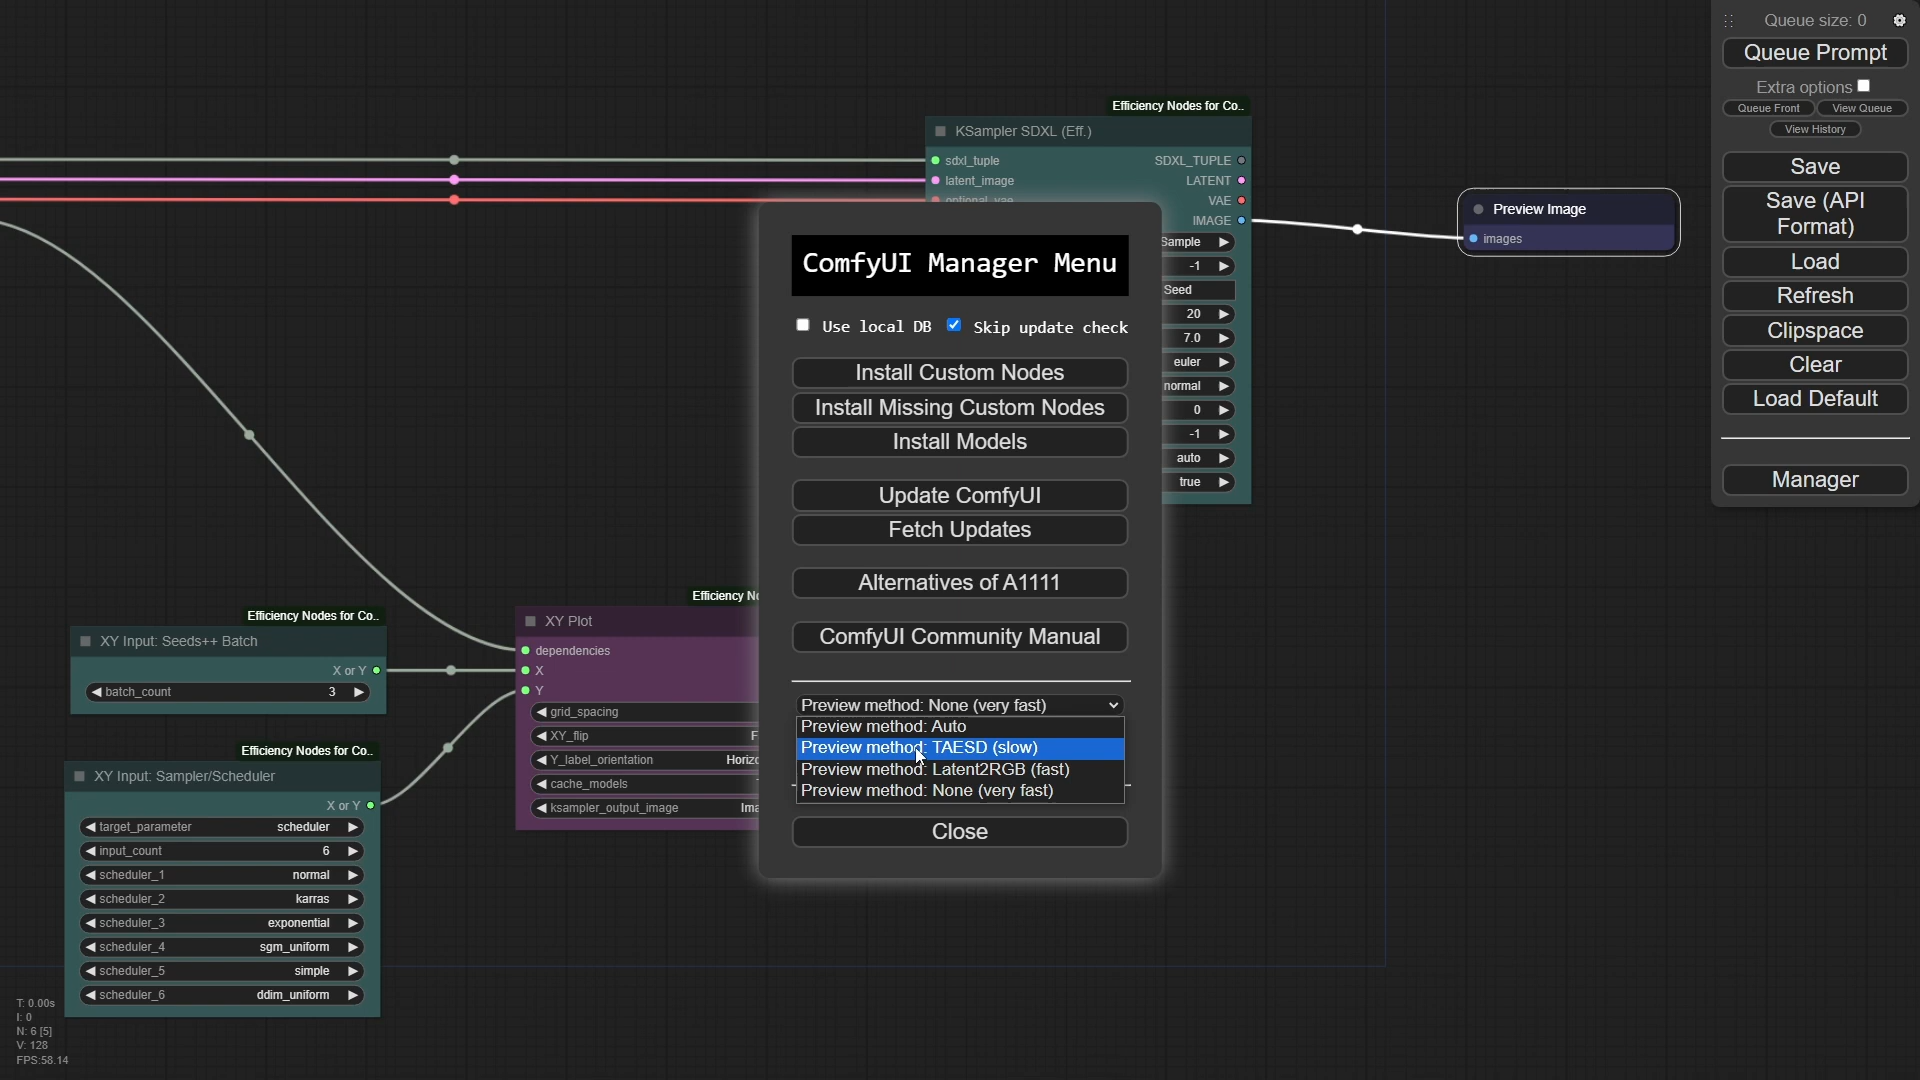 Queue size: 0
Queue Prompt
Extra options
Queue Front View Queue
View History
Save
Save (API
Format)
Load
Refresh
Clipspace
Clear
Load Default
Manager
Efficiency Nodes for Co..
KSampler SDXL (Eff.)
sdxl_tuple SDXL_TUPLE
latent_image LATENT
optional_vae VAE
IMAGE
Sample
-1
Seed
20
7.0
euler
normal
0
-1
auto
true
Preview Image
images
ComfyUI Manager Menu
Use local DB Skip update check
Install Custom Nodes
Install Missing Custom Nodes
Install Models
Update ComfyUI
Fetch Updates
Alternatives of A1111
ComfyUI Community Manual
Preview method: None (very fast)
Preview method: Auto
Preview method: TAESD (slow)
Preview method: Latent2RGB (fast)
Preview method: None (very fast)
Close
Efficiency Nodes for Co..
XY Input: Seeds++ Batch
X or Y
batch_count 3
Efficiency No
XY Plot
dependencies
X
Y
grid_spacing
XY_flip F
Y_label_orientation Horizo
cache_models
ksampler_output_image Ima
Efficiency Nodes for Co..
XY Input: Sampler/Scheduler
X or Y
target_parameter scheduler
input_count 6
scheduler_1 normal
scheduler_2 karras
scheduler_3 exponential
scheduler_4 sgm_uniform
scheduler_5 simple
scheduler_6 ddim_uniform
T: 0.00s
I: 0
N: 6 [5]
V: 128
FPS:58.14